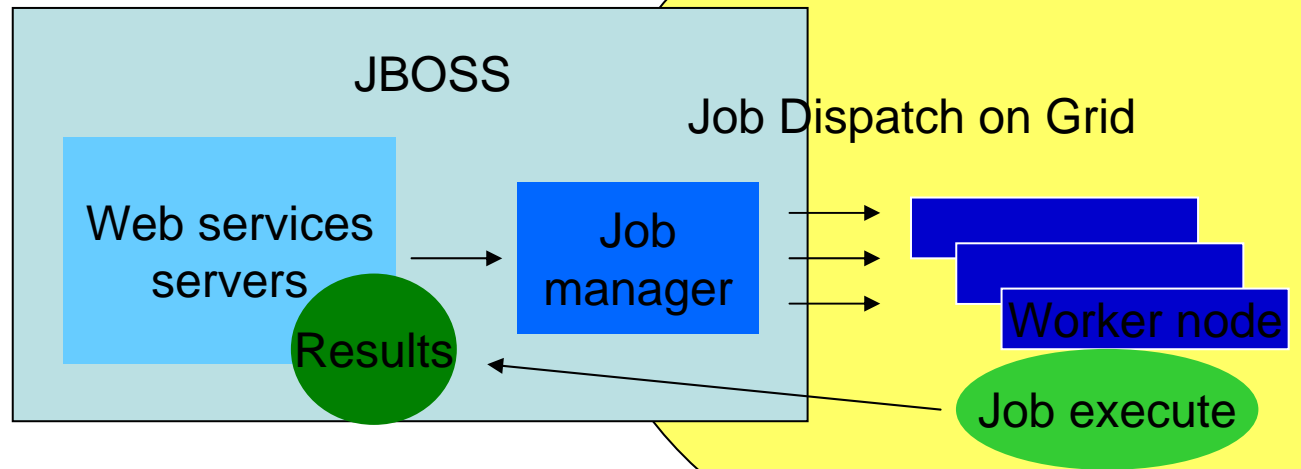 JBOSS
Job Dispatch on Grid
Web services
servers
Job
manager
Results
Worker node
Job execute